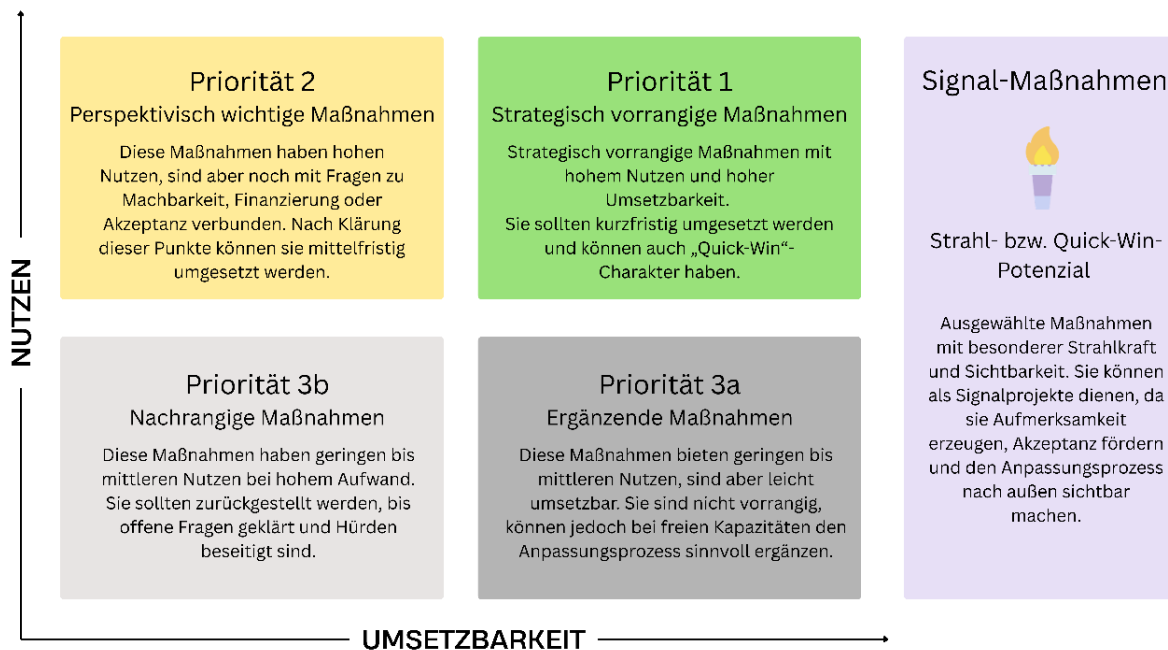 Priorität 2
Perspektivisch wichtige Maßnahmen
Diese Maßnahmen haben hohen
Nutzen, sind aber noch mit Fragen zu
Machbarkeit, Finanzierung oder
Akzeptanz verbunden. Nach Klärung
dieser Punkte können sie mittelfristig
umgesetzt werden.
Priorität 1
Strategisch vorrangige Maßnahmen
Strategisch vorrangige Maßnahmen mit
hohem Nutzen und hoher
Umsetzbarkeit.
Sie sollten kurzfristig umgesetzt werden
und können auch „Quick-Win“-
Charakter haben.
Signal-Maßnahmen
Strahl- bzw. Quick-Win-
Potenzial
Ausgewählte Maßnahmen
mit besonderer Strahlkraft
und Sichtbarkeit. Sie können
als Signalprojekte dienen, da
sie Aufmerksamkeit
erzeugen, Akzeptanz fördern
und den Anpassungsprozess
nach außen sichtbar
machen.
NUTZEN
Priorität 3b
Nachrangige Maßnahmen
Diese Maßnahmen haben geringen bis
mittleren Nutzen bei hohem Aufwand.
Sie sollten zurückgestellt werden, bis
offene Fragen geklärt und Hürden
beseitigt sind.
Priorität 3a
Ergänzende Maßnahmen
Diese Maßnahmen bieten geringen bis
mittleren Nutzen, sind aber leicht
umsetzbar. Sie sind nicht vorrangig,
können jedoch bei freien Kapazitäten den
Anpassungsprozess sinnvoll ergänzen.
UMSETZBARKEIT